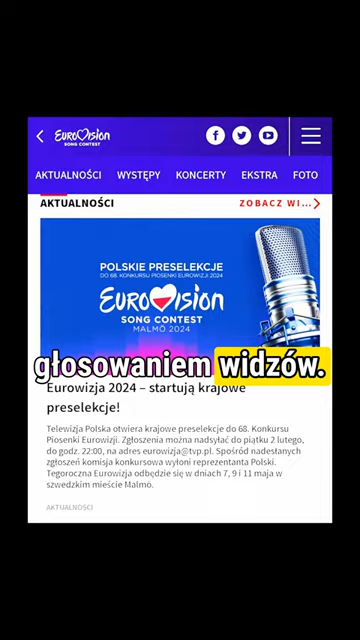 EUROVISION
SONG CONTEST
AKTUALNOŚCI WYSTĘPY KONCERTY EKSTRA FOTO
AKTUALNOŚCI ZOBACZ WI...
POLSKIE PRESELEKCJE
DO 68. KONKURSU PIOSENKI EUROWIZJI 2024
EUROVISION
SONG CONTEST
MALMÖ 2024
głosowaniem widzów.
Eurowizja 2024 – startują krajowe
preselekcje!
Telewizja Polska otwiera krajowe preselekcje do 68. Konkursu
Piosenki Eurowizji. Zgłoszenia można nadsyłać do piątku 2 lutego,
do godz. 22:00, na adres eurowizja@tvp.pl. Spośród nadesłanych
zgłoszeń komisja konkursowa wyłoni reprezentanta Polski.
Tegoroczna Eurowizja odbędzie się w dniach 7, 9 i 11 maja w
szwedzkim mieście Malmö.
AKTUALNOŚCI